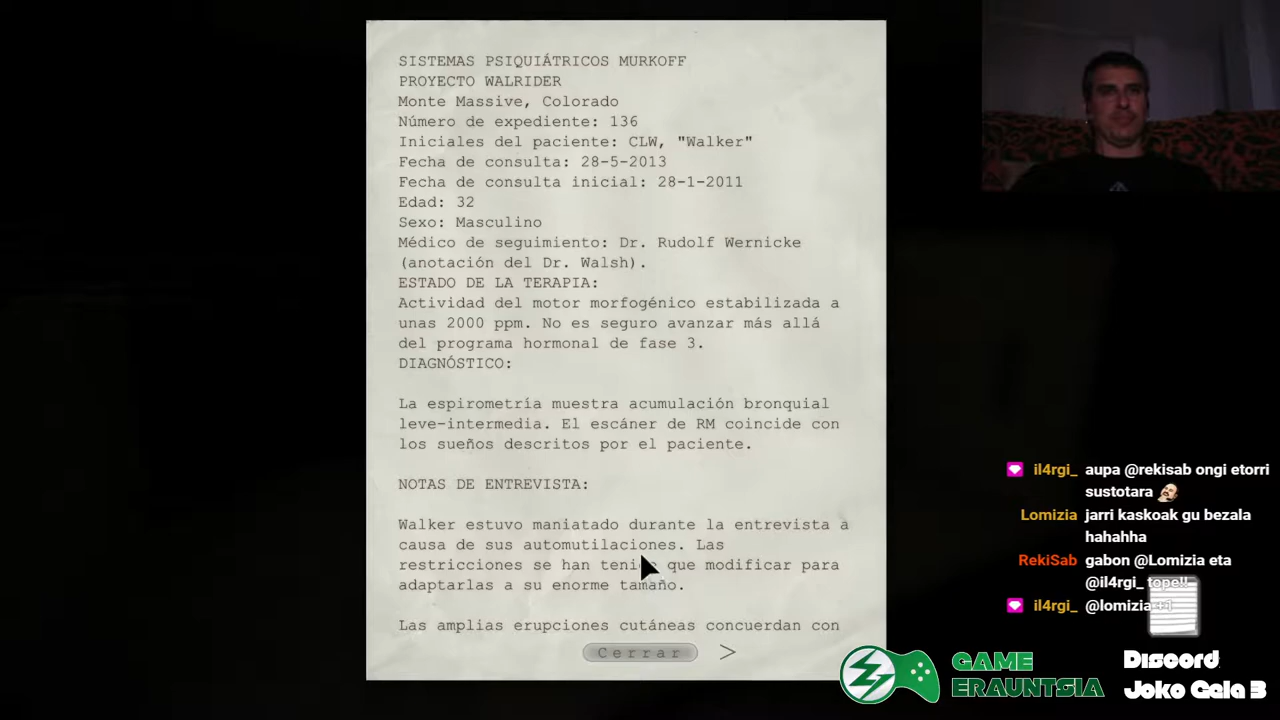 SISTEMAS PSIQUIÁTRICOS MURKOFF
PROYECTO WALRIDER
Monte Massive, Colorado
Número de expediente: 136
Iniciales del paciente: CLW, "Walker"
Fecha de consulta: 28-5-2013
Fecha de consulta inicial: 28-1-2011
Edad: 32
Sexo: Masculino
Médico de seguimiento: Dr. Rudolf Wernicke
(anotación del Dr. Walsh).
ESTADO DE LA TERAPIA:
Actividad del motor morfogénico estabilizada a
unas 2000 ppm. No es seguro avanzar más allá
del programa hormonal de fase 3.
DIAGNÓSTICO:
La espirometría muestra acumulación bronquial
leve-intermedia. El escáner de RM coincide con
los sueños descritos por el paciente.
NOTAS DE ENTREVISTA:
Walker estuvo maniatado durante la entrevista a
causa de sus automutilaciones. Las
restricciones se han tenido que modificar para
adaptarlas a su enorme tamaño.
Las amplias erupciones cutáneas concuerdan con
Cerrar >
il4rgi_ aupa @rekisab ongi etorri
sustotara
Lomizia jarri kaskoak gu bezala
hahahha
RekiSab gabon @Lomizia eta
@il4rgi_ tope!!
il4rgi_ @lomizia +1
GAME
ERAUNTSIA
Discord
Joko Gela 3